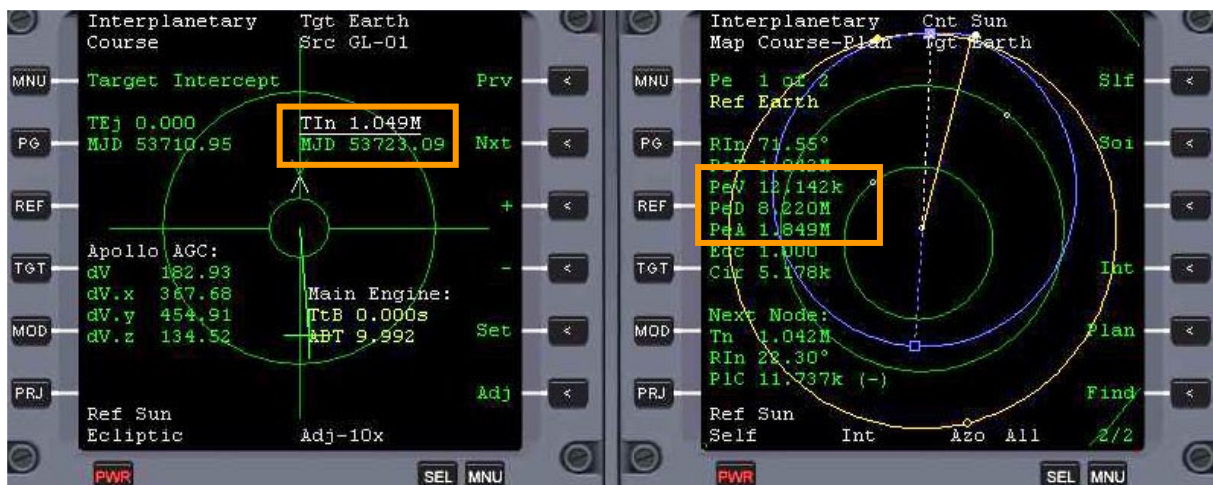 Interplanetary Tgt Earth
Course Src GL-01
MNU Target Intercept Prv <
TEj 0.000 TIn 1.049M
PG MJD 53710.95 MJD 53723.09 Nxt <
REF + <
Apollo AGC:
TGT dV 182.93 - <
dV.x 367.68 Main Engine:
dV.y 454.91 TtB 0.000s
MOD dV.z 134.52 ABT 9.992 Set <
PRJ Adj <
Ref Sun
Ecliptic Adj-10x
PWR SEL MNU
Interplanetary Cnt Sun
Map Course-Plan Tgt Earth
MNU Pe 1 of 2 Slf <
Ref Earth
PG RIn 71.55° Soi <
PeT 1.042M
PeV 12.142k
REF PeD 8.220M <
PeA 1.849M
Ecc 1.000
TGT Cir 5.178k Int <
Next Node:
MOD Tn 1.042M Plan <
RIn 22.30°
PlC 11.737k (-)
PRJ Find <
Ref Sun
Self Int Azo All 2/2
PWR SEL MNU